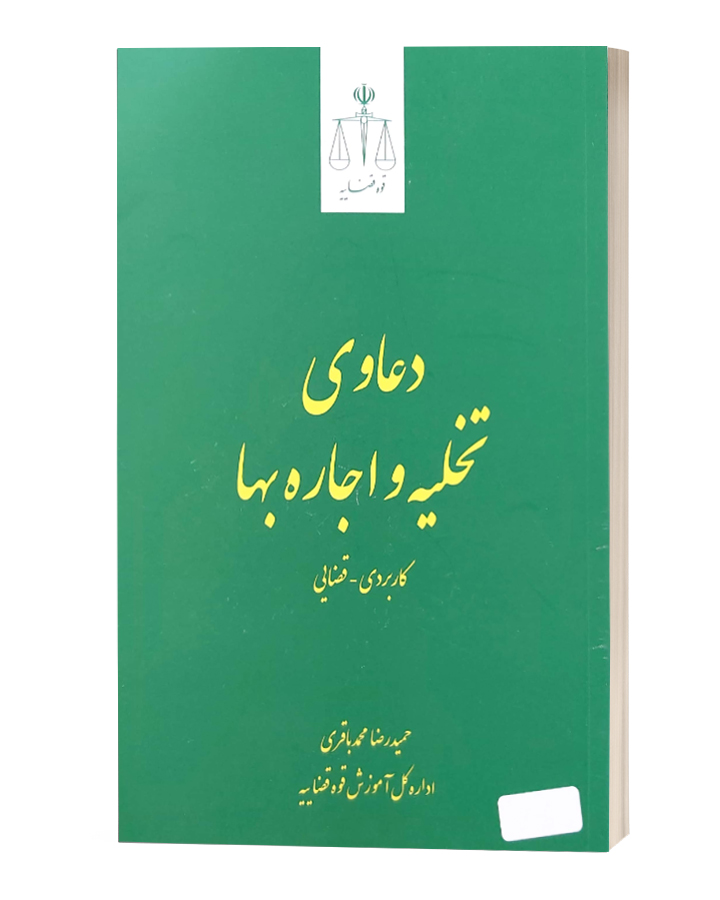 قوه قضاییه
دعاوی
تخلیه و اجاره بها
کاربردی - قضایی
حمیدرضا محمدباقری
اداره کل آموزش قوه قضاییه